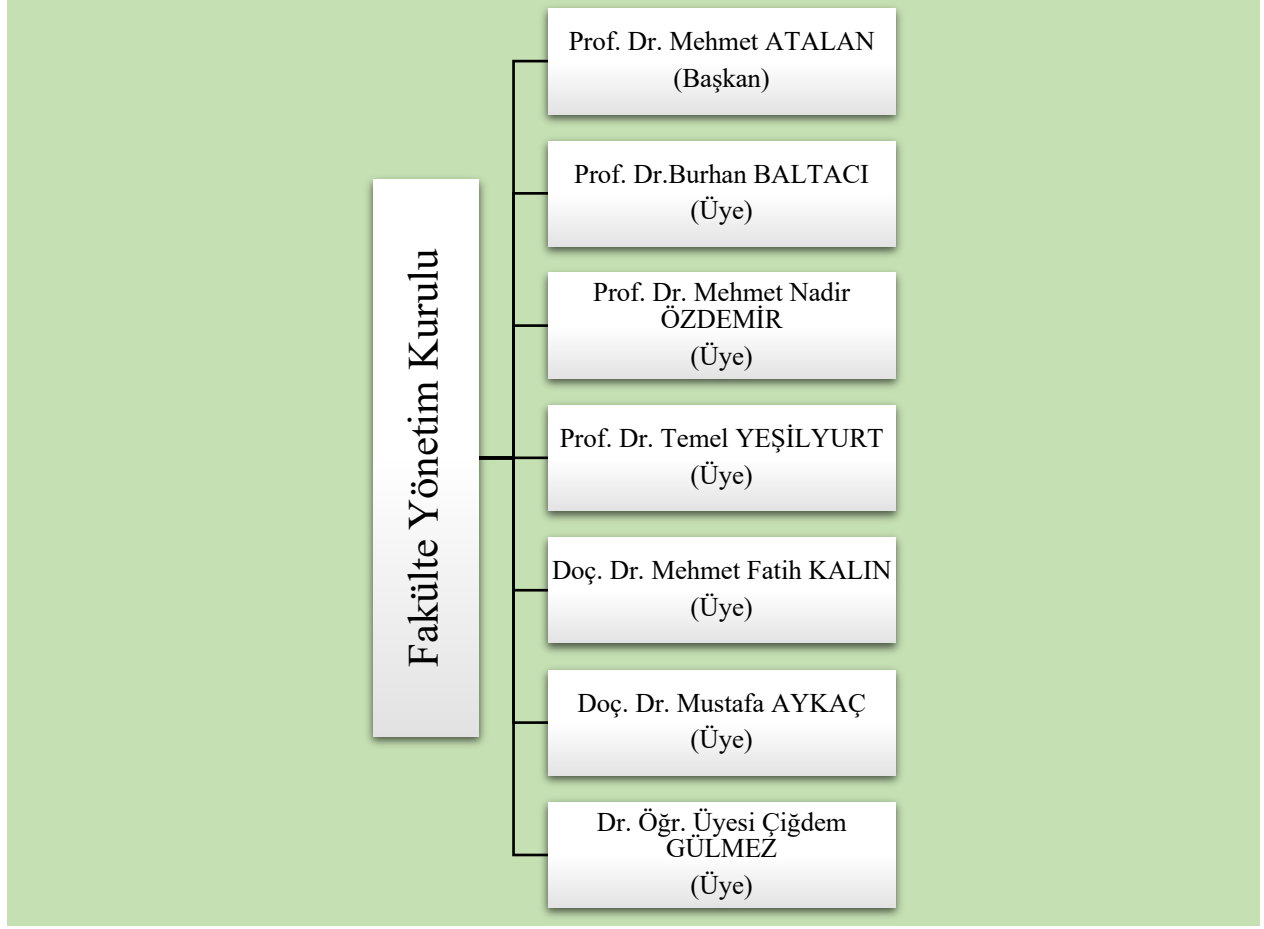 Fakülte Yönetim Kurulu
Prof. Dr. Mehmet ATALAN
(Başkan)
Prof. Dr.Burhan BALTACI
(Üye)
Prof. Dr. Mehmet Nadir
ÖZDEMİR
(Üye)
Prof. Dr. Temel YEŞİLYURT
(Üye)
Doç. Dr. Mehmet Fatih KALIN
(Üye)
Doç. Dr. Mustafa AYKAÇ
(Üye)
Dr. Öğr. Üyesi Çiğdem
GÜLMEZ
(Üye)